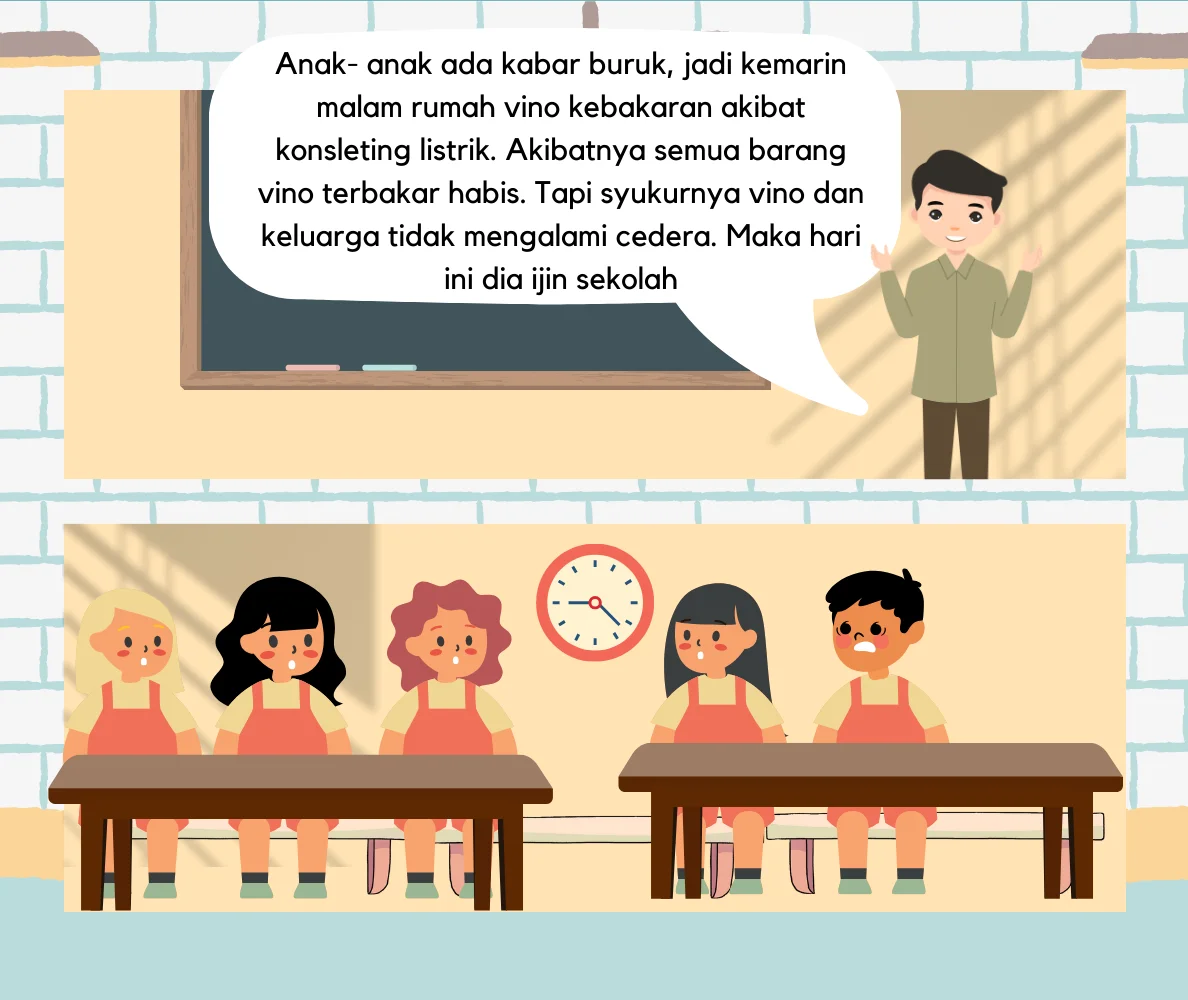 Anak- anak ada kabar buruk, jadi kemarin
malam rumah vino kebakaran akibat
konsleting listrik. Akibatnya semua barang
vino terbakar habis. Tapi syukurnya vino dan
keluarga tidak mengalami cedera. Maka hari
ini dia ijin sekolah